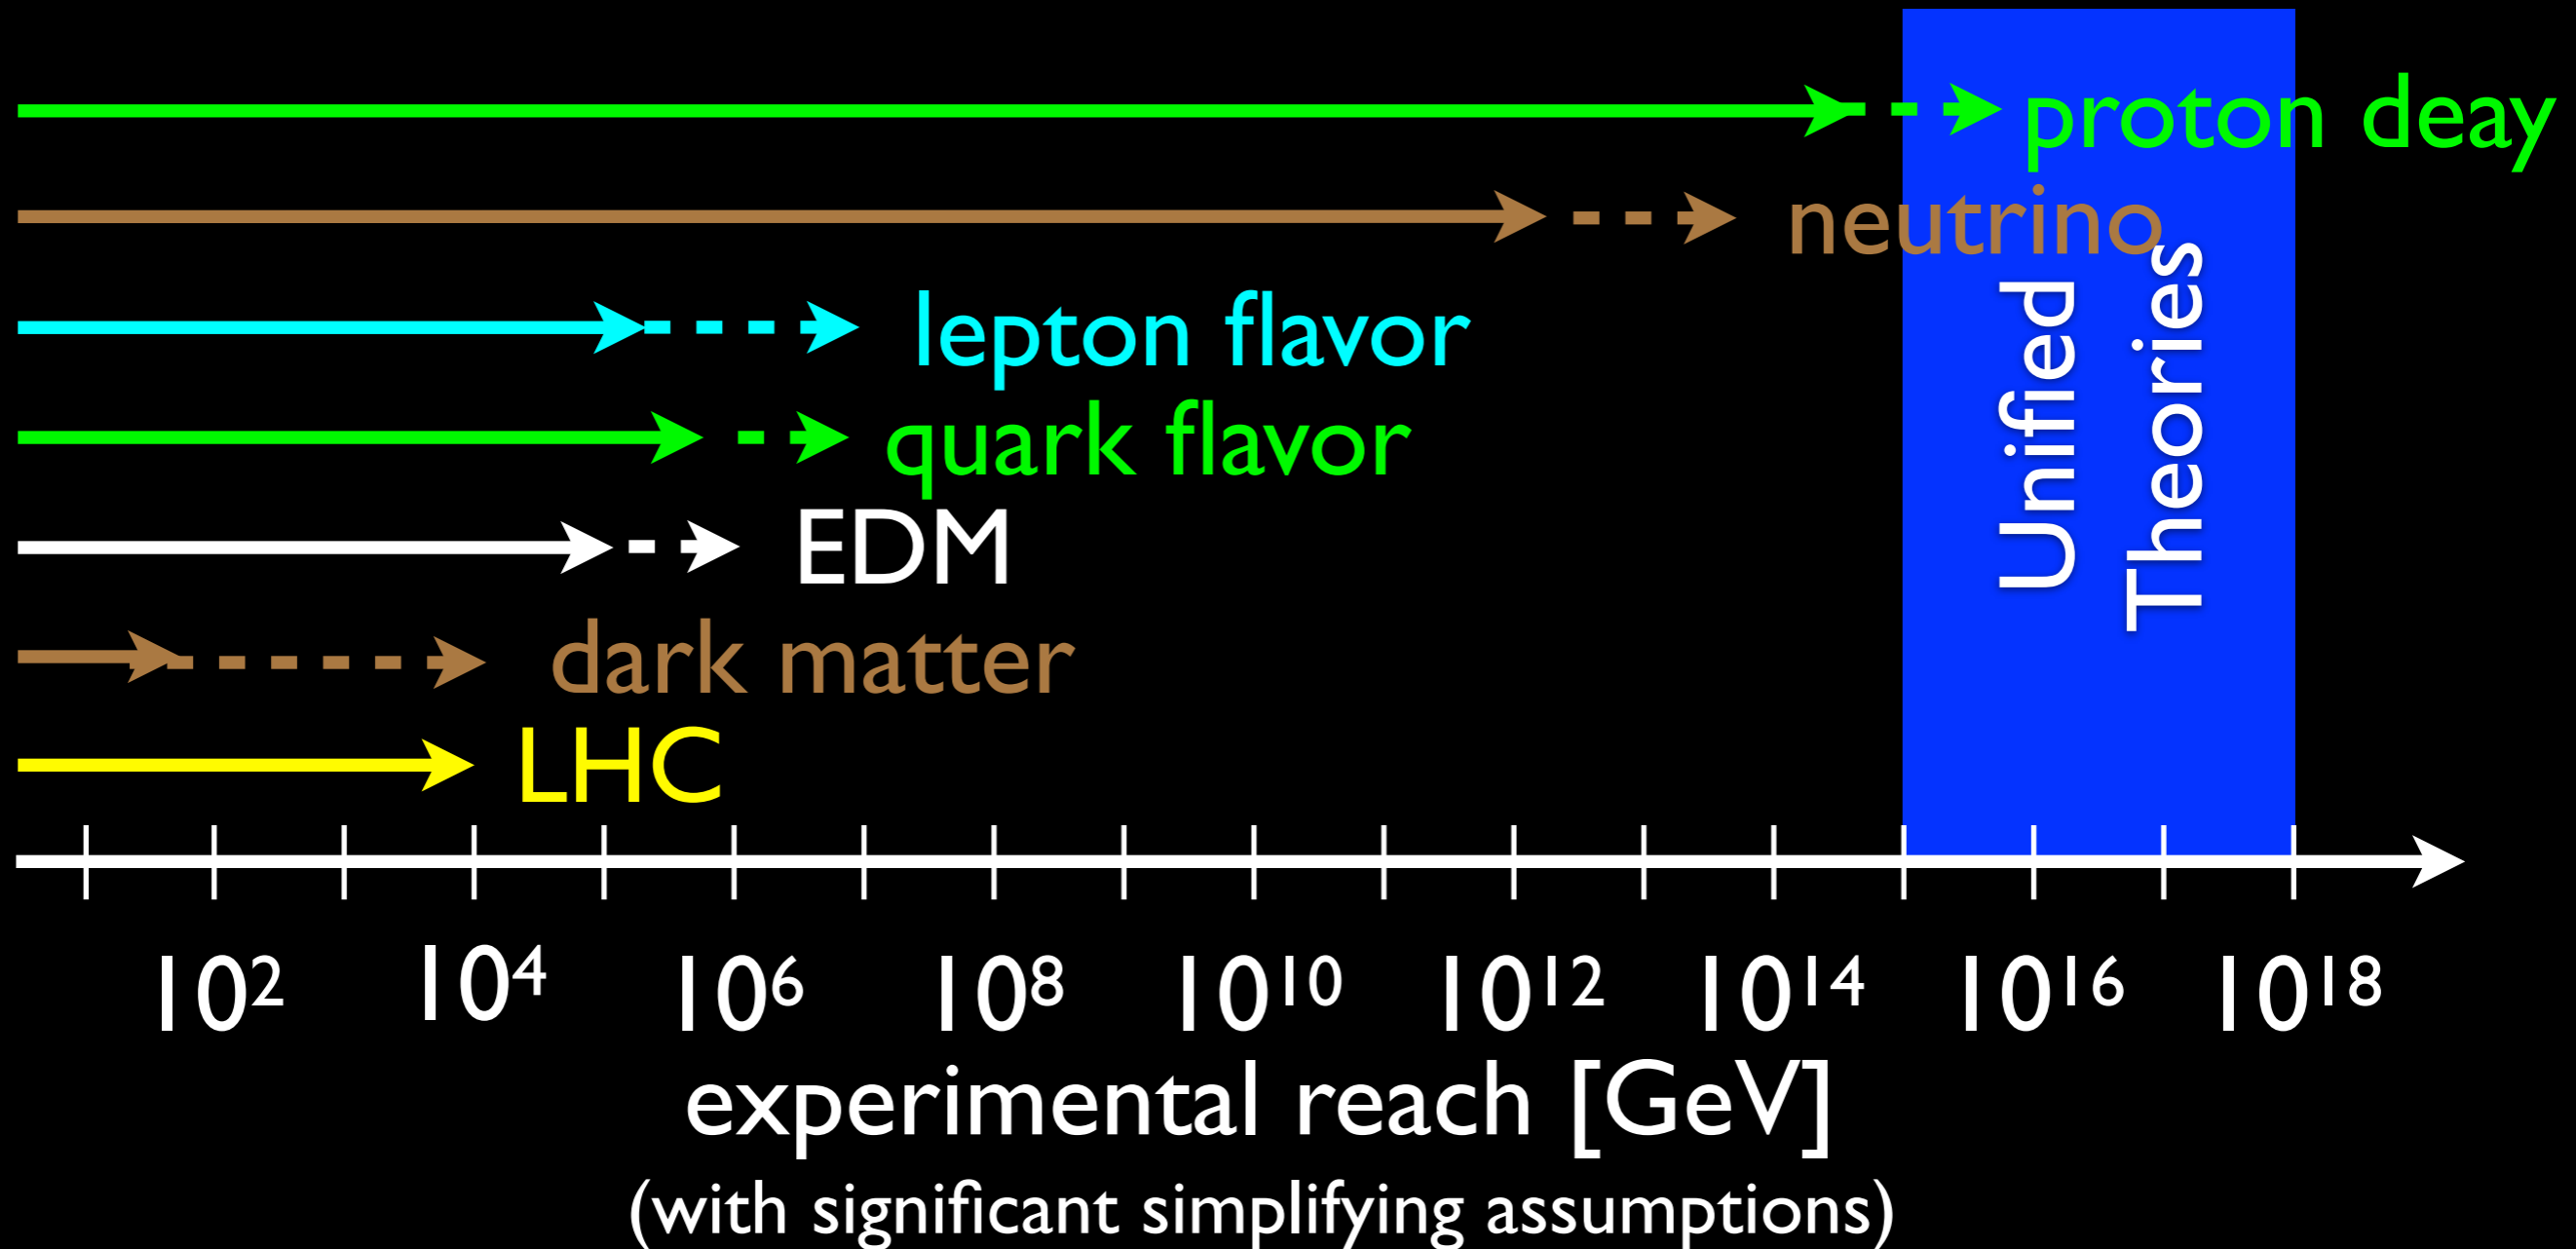 proton deay
neutrino
Unified
Theories
lepton flavor
quark flavor
EDM
dark matter
LHC
10² 10⁴ 10⁶ 10⁸ 10¹⁰ 10¹² 10¹⁴ 10¹⁶ 10¹⁸
experimental reach [GeV]
(with significant simplifying assumptions)